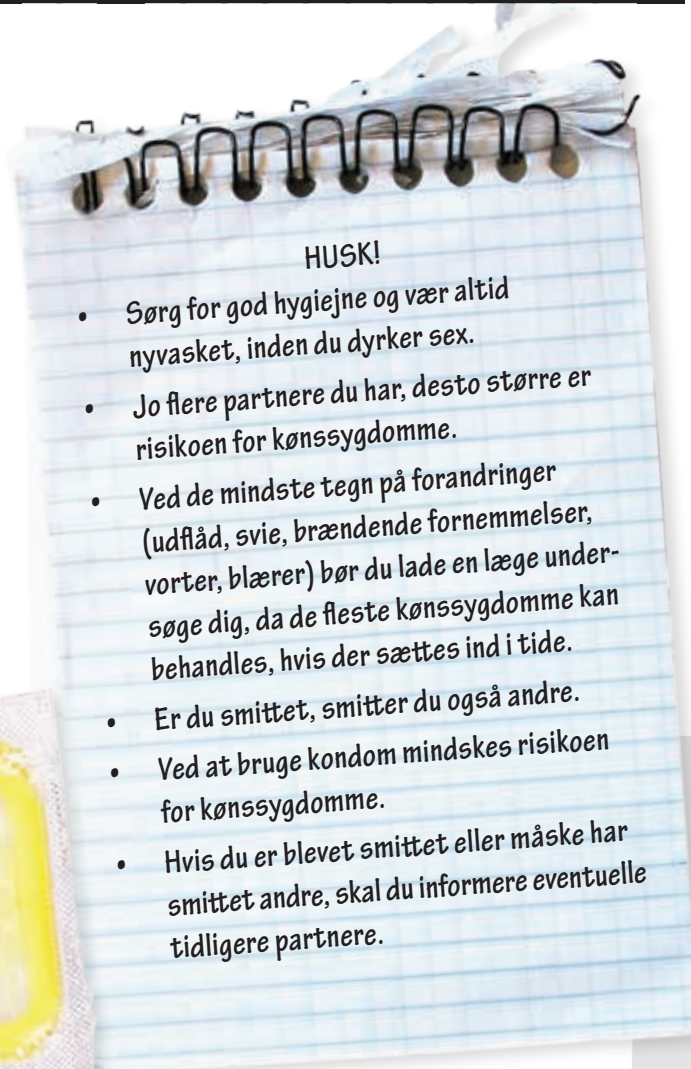 HUSK!
• Sørg for god hygiejne og vær altid
nyvasket, inden du dyrker sex.
• Jo flere partnere du har, desto større er
risikoen for kønssygdomme.
• Ved de mindste tegn på forandringer
(udflåd, svie, brændende fornemmelser,
vorter, blærer) bør du lade en læge under-
søge dig, da de fleste kønssygdomme kan
behandles, hvis der sættes ind i tide.
• Er du smittet, smitter du også andre.
• Ved at bruge kondom mindskes risikoen
for kønssygdomme.
• Hvis du er blevet smittet eller måske har
smittet andre, skal du informere eventuelle
tidligere partnere.